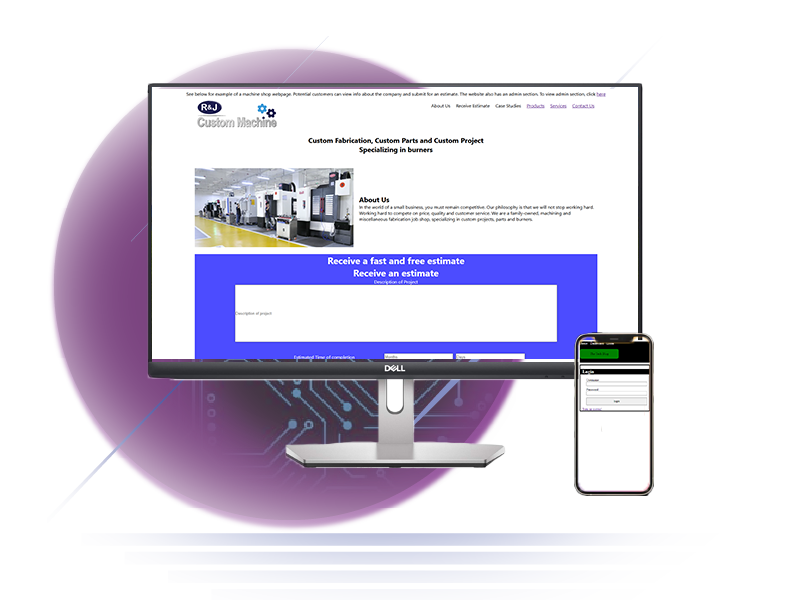 See below for example of a machine shop webpage. Potential customers can view info about the company and submit for an estimate. The website also has an admin section. To view admin section, click here
R&J
Custom Machine
About Us Receive Estimate Case Studies Products Services Contact Us
Custom Fabrication, Custom Parts and Custom Project
Specializing in burners
About Us
In the world of a small business, you must remain competitive. Our philosophy is that we will not stop working hard.
Working hard to compete on price, quality and customer service. We are a family-owned, machining and
miscellaneous fabrication job shop, specializing in custom projects, parts and burners.
Receive a fast and free estimate
Receive an estimate
Description of Project
Description of project
Estimated Time of completion Months Days
DELL
Login